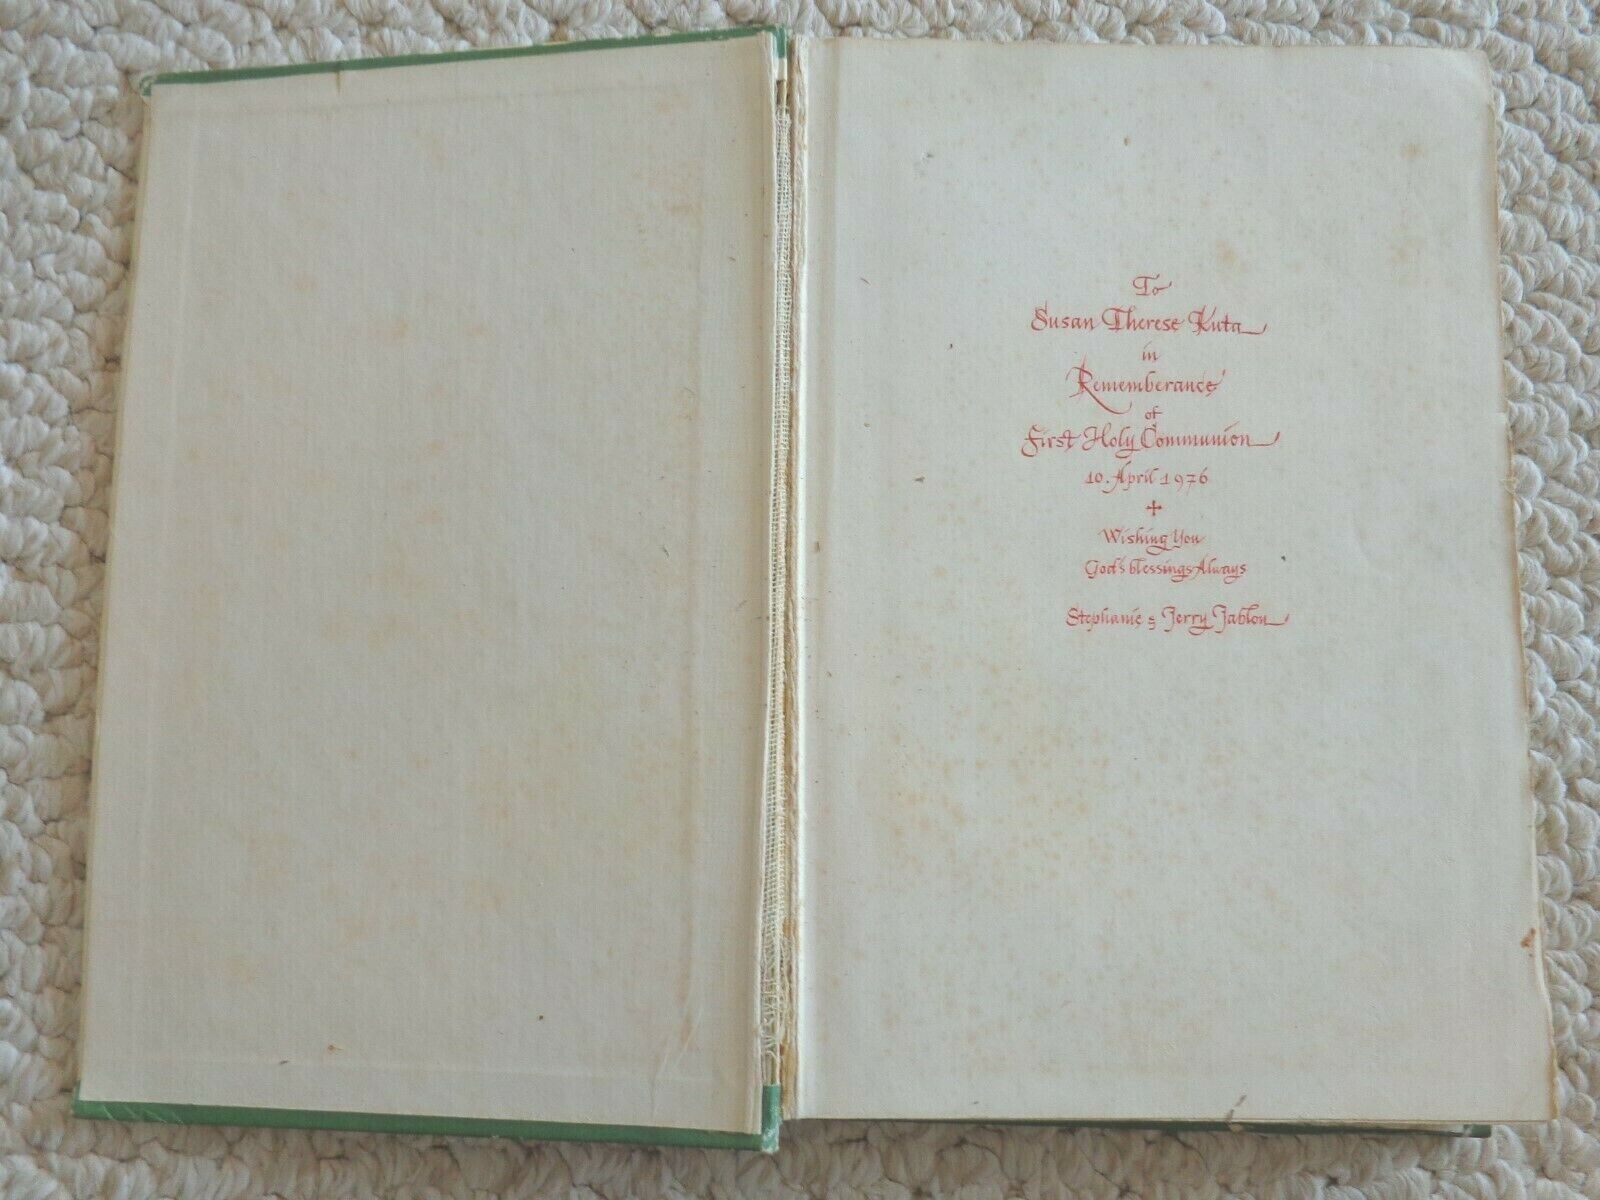 To
Susan Therese Kuta
in
Rememberance
of
First Holy Communion
10. April 1976
+
Wishing You
God's blessings Always
Stephanie & Jerry Jablon